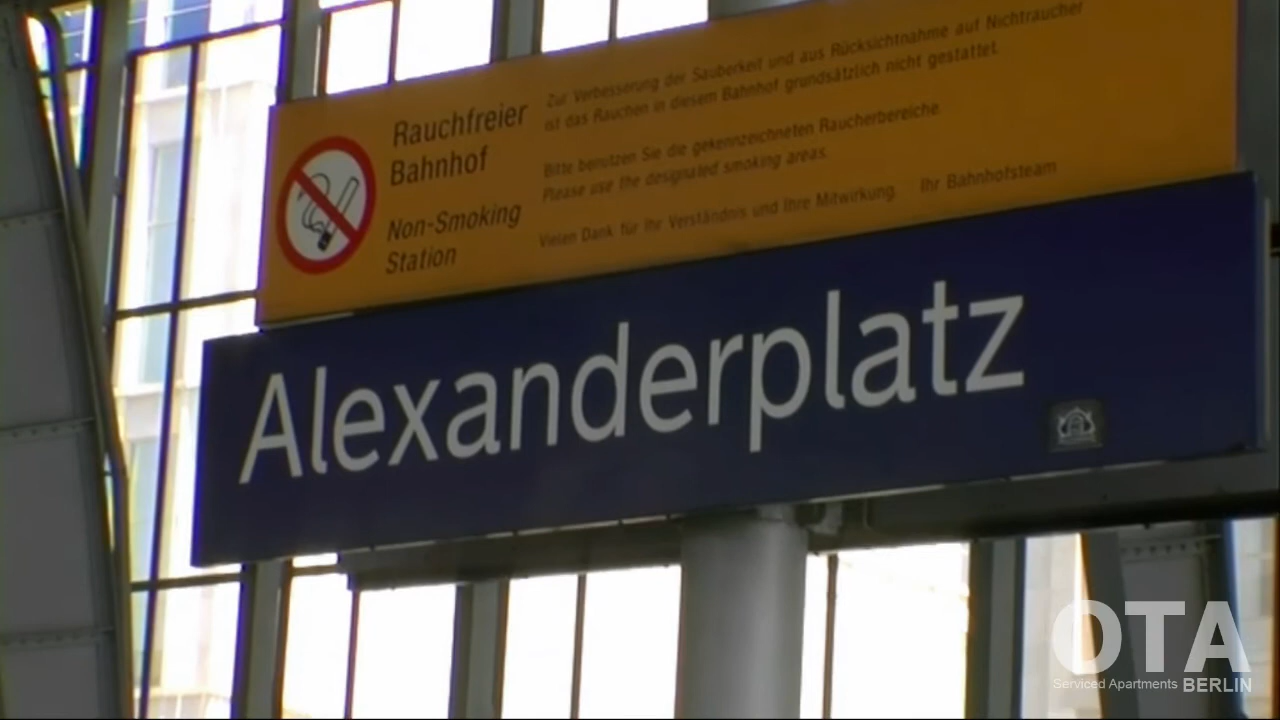 Rauchfreier
Bahnhof
Non-Smoking
Station
Zur Verbesserung der Sauberkeit und aus Rücksichtnahme auf Nichtraucher
ist das Rauchen in diesem Bahnhof grundsätzlich nicht gestattet.
Bitte benutzen Sie die gekennzeichneten Raucherbereiche.
Please use the designated smoking areas.
Vielen Dank für Ihr Verständnis und Ihre Mitwirkung. Ihr Bahnhofsteam
Alexanderplatz
OTA
Serviced Apartments BERLIN